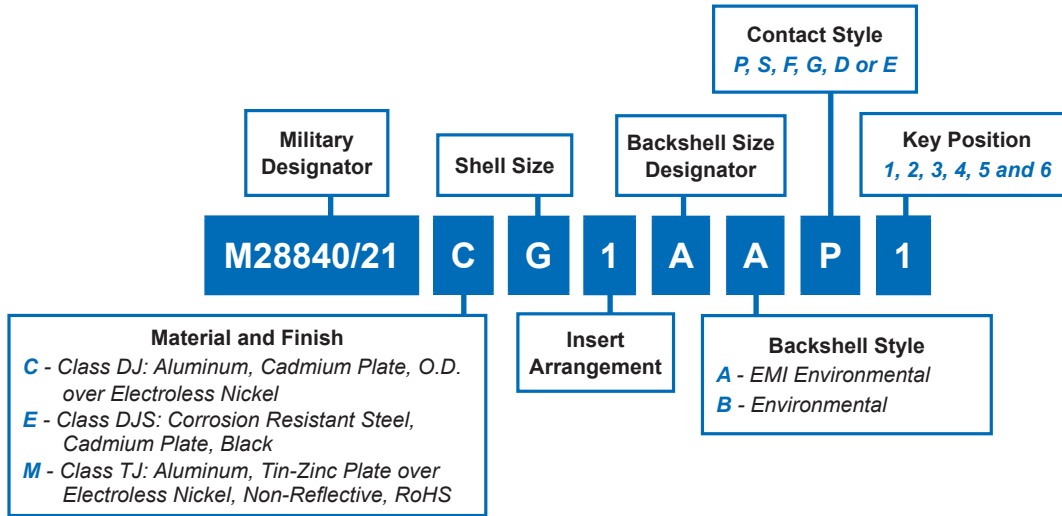 Contact Style
P, S, F, G, D or E
Military
Designator
Shell Size
Backshell Size
Designator
Key Position
1, 2, 3, 4, 5 and 6
M28840/21 C G 1 A A P 1
Material and Finish
C - Class DJ: Aluminum, Cadmium Plate, O.D.
over Electroless Nickel
E - Class DJS: Corrosion Resistant Steel,
Cadmium Plate, Black
M - Class TJ: Aluminum, Tin-Zinc Plate over
Electroless Nickel, Non-Reflective, RoHS
Insert
Arrangement
Backshell Style
A - EMI Environmental
B - Environmental